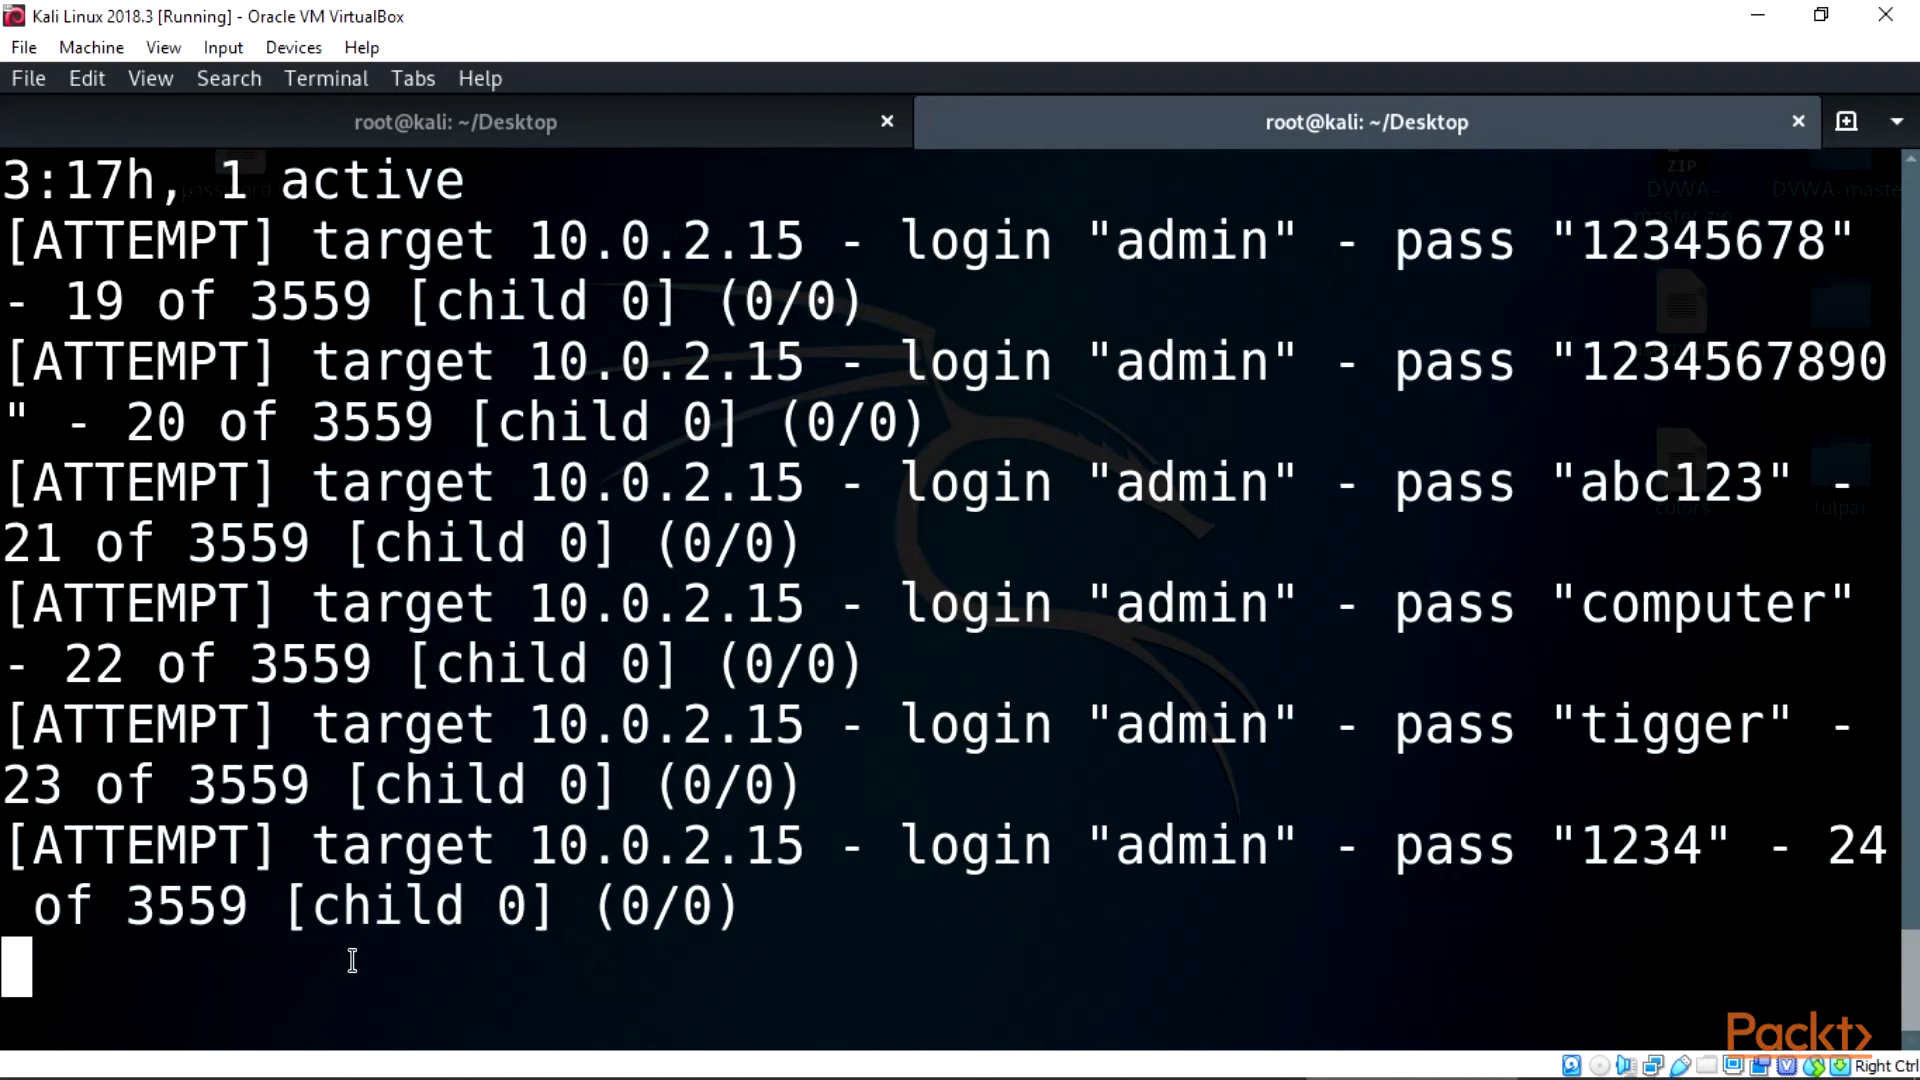 Kali Linux 2018.3 [Running] - Oracle VM VirtualBox
File Machine View Input Devices Help
File Edit View Search Terminal Tabs Help
root@kali: ~/Desktop
root@kali: ~/Desktop
3:17h, 1 active
[ATTEMPT] target 10.0.2.15 - login "admin" - pass "12345678"
- 19 of 3559 [child 0] (0/0)
[ATTEMPT] target 10.0.2.15 - login "admin" - pass "1234567890
" - 20 of 3559 [child 0] (0/0)
[ATTEMPT] target 10.0.2.15 - login "admin" - pass "abc123" -
21 of 3559 [child 0] (0/0)
[ATTEMPT] target 10.0.2.15 - login "admin" - pass "computer"
- 22 of 3559 [child 0] (0/0)
[ATTEMPT] target 10.0.2.15 - login "admin" - pass "tigger" -
23 of 3559 [child 0] (0/0)
[ATTEMPT] target 10.0.2.15 - login "admin" - pass "1234" - 24
of 3559 [child 0] (0/0)
ZIP
DVWA-
DVWA-maste
colors
Packt>
Right Ctrl